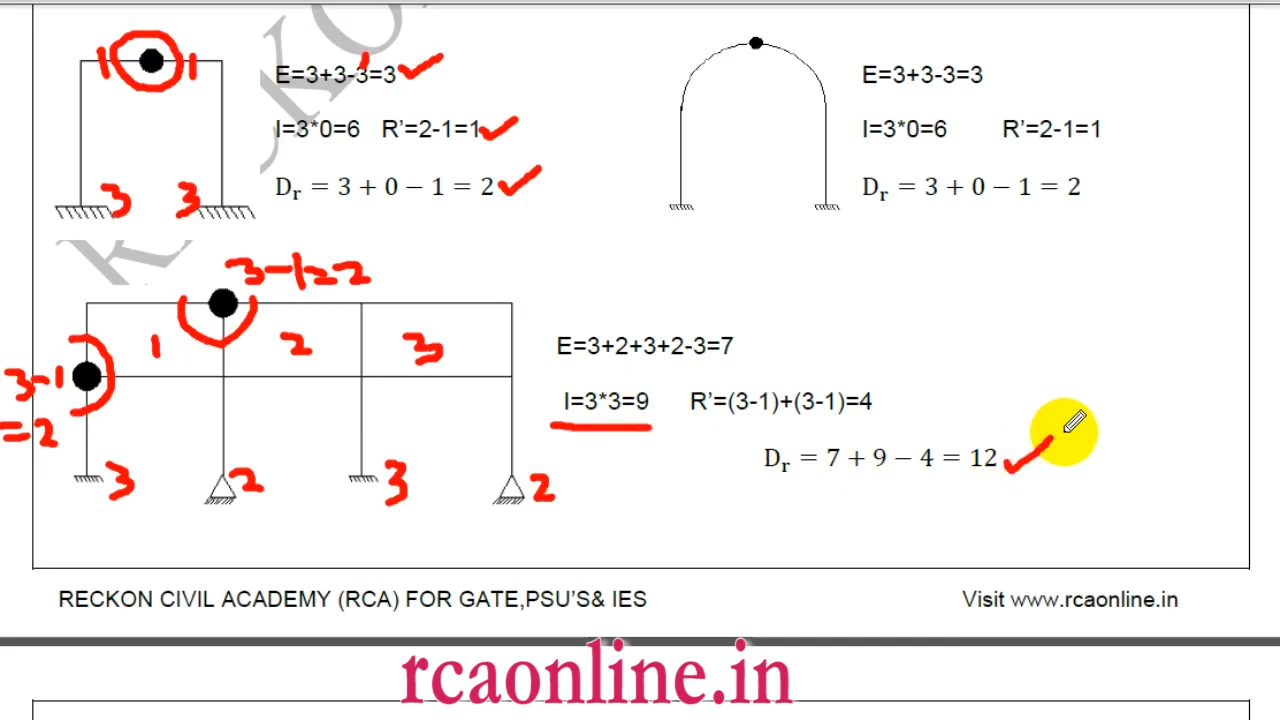 E=3+3-3=3
I=3*0=6 R’=2-1=1
Dr = 3 + 0 − 1 = 2
3 3
E=3+3-3=3
I=3*0=6 R’=2-1=1
Dr = 3 + 0 − 1 = 2
3-1=2
1 2 3
3-1
=2
3 2 3 2
E=3+2+3+2-3=7
I=3*3=9 R’=(3-1)+(3-1)=4
Dr = 7 + 9 − 4 = 12
RECKON CIVIL ACADEMY (RCA) FOR GATE,PSU’S& IES Visit www.rcaonline.in
rcaonline.in